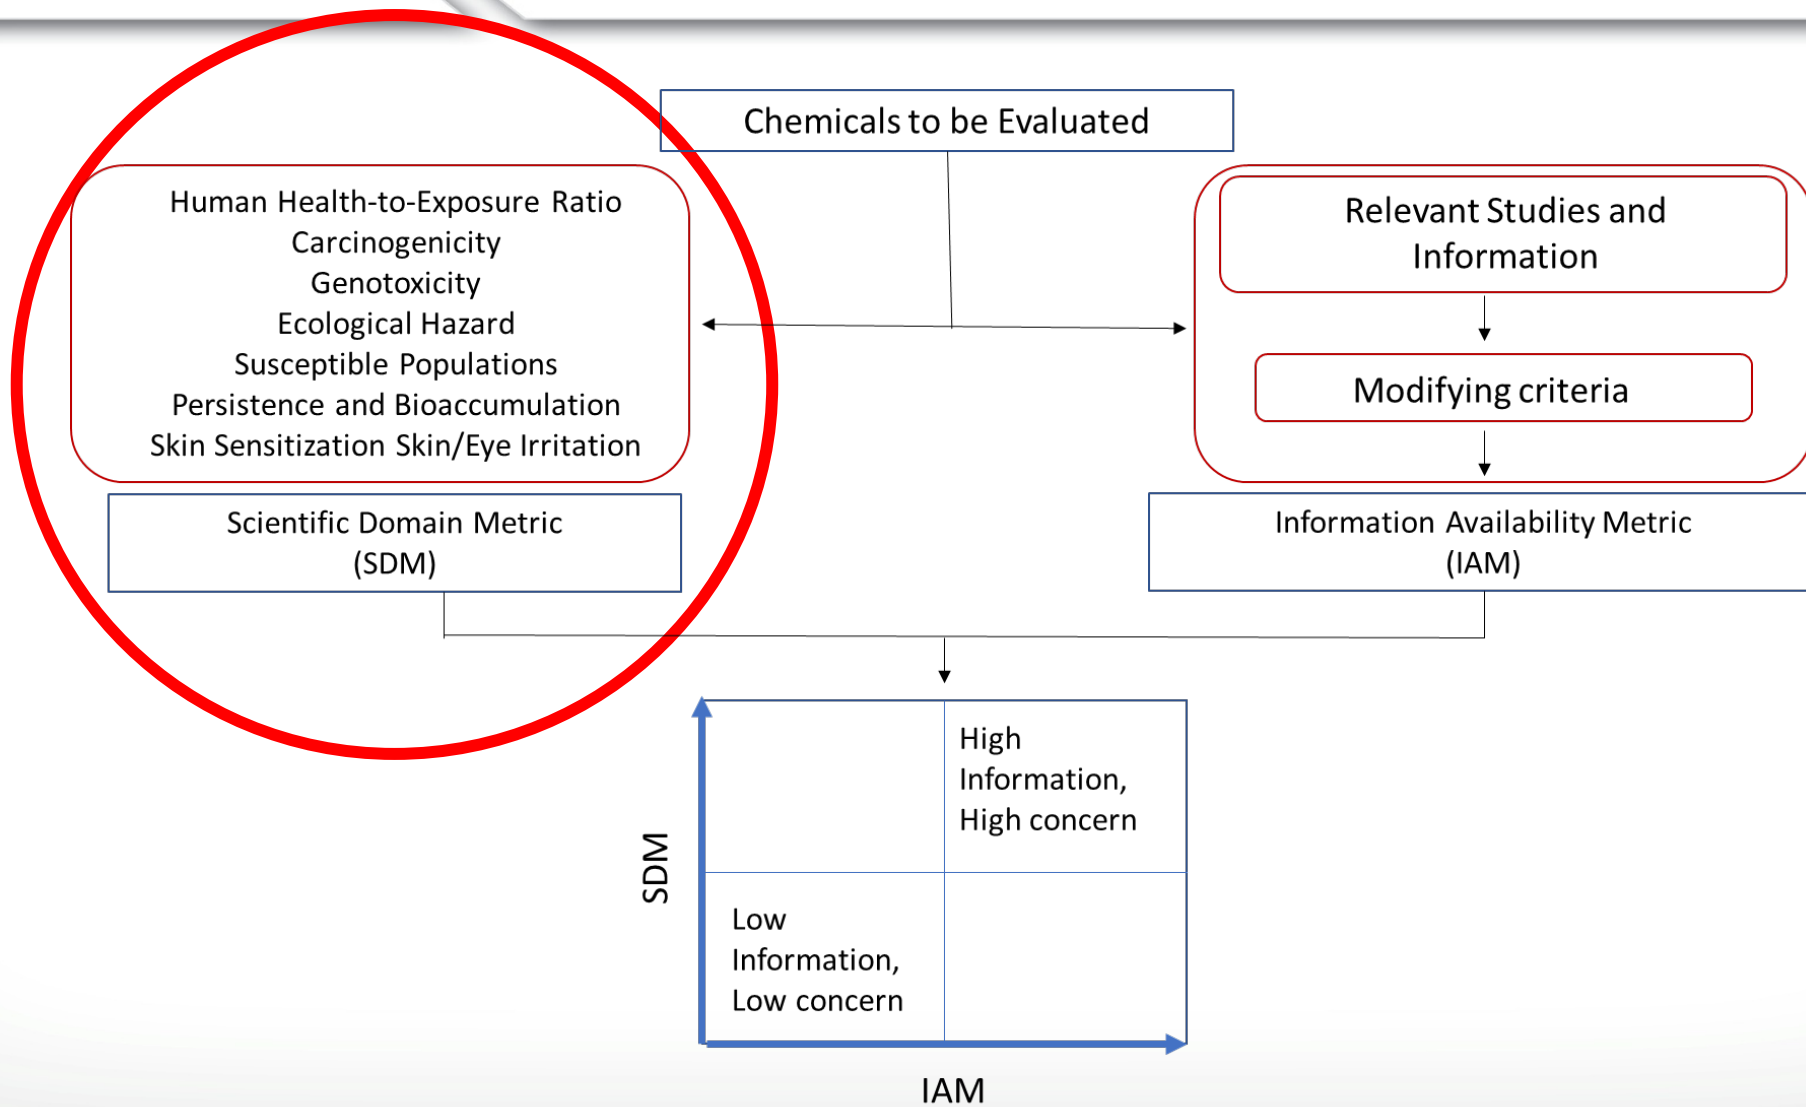 Chemicals to be Evaluated
Human Health-to-Exposure Ratio
Carcinogenicity
Genotoxicity
Ecological Hazard
Susceptible Populations
Persistence and Bioaccumulation
Skin Sensitization Skin/Eye Irritation
Scientific Domain Metric
(SDM)
Relevant Studies and
Information
Modifying criteria
Information Availability Metric
(IAM)
High
Information,
High concern
SDM
Low
Information,
Low concern
IAM